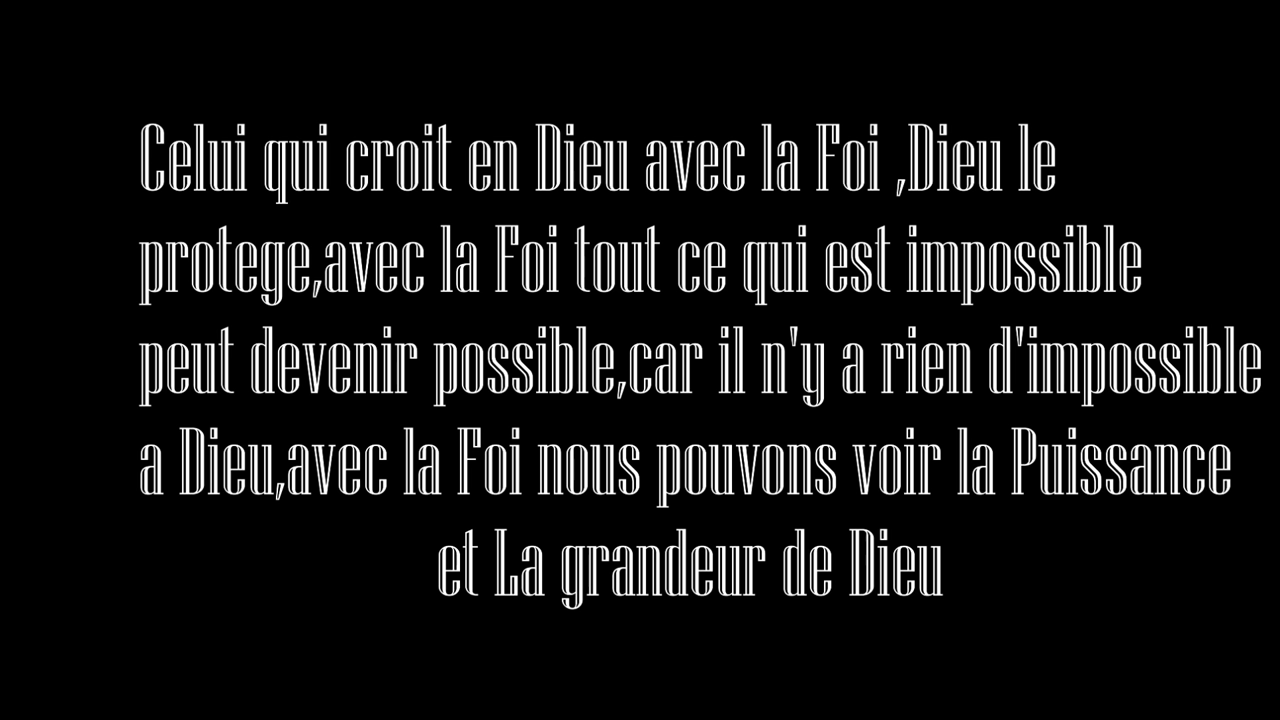 Celui qui croit en Dieu avec la Foi ,Dieu le
protege,avec la Foi tout ce qui est impossible
peut devenir possible,car il n'y a rien d'impossible
a Dieu,avec la Foi nous pouvons voir la Puissance
et La grandeur de Dieu